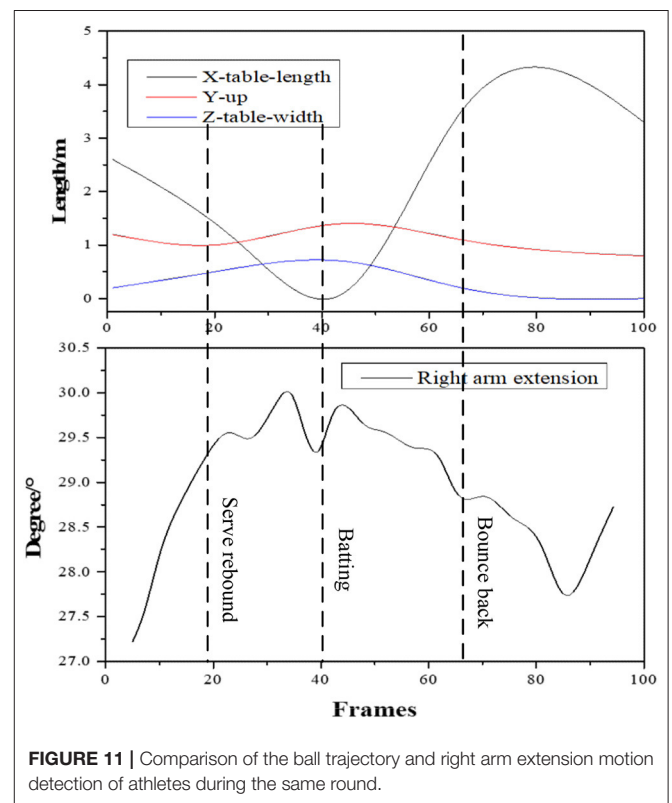 5
4
3
2
1
0
Length/m
X-table-length
Y-up
Z-table-width
0 20 40 60 80 100
30.5
30.0
29.5
29.0
28.5
28.0
27.5
27.0
Degree/°
Right arm extension
Serve rebound
Batting
Bounce back
0 20 40 60 80 100
Frames
FIGURE 11 | Comparison of the ball trajectory and right arm extension motion
detection of athletes during the same round.